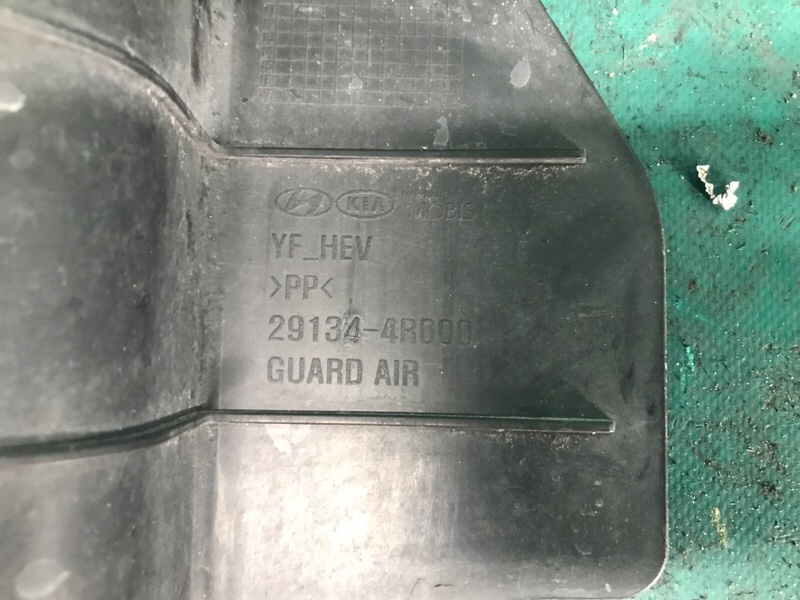 KIA MOBIS
YF_HEV
>PP<
29134-4R000
GUARD AIR